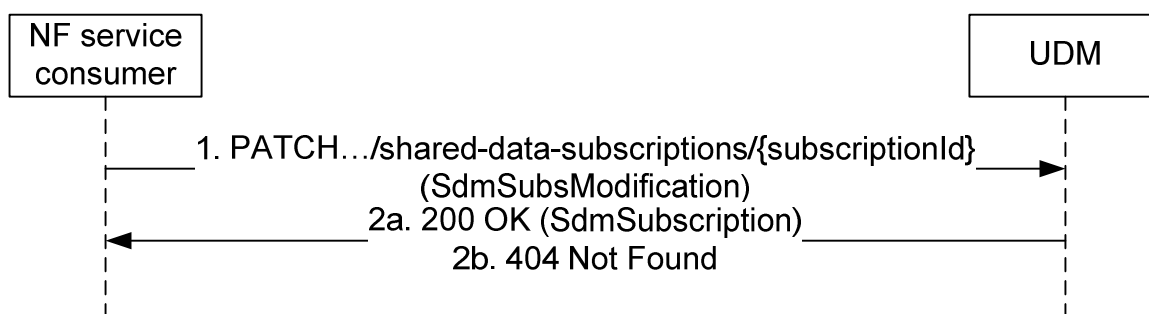 NF service
consumer
UDM
1. PATCH…/shared-data-subscriptions/{subscriptionId}
(SdmSubsModification)
2a. 200 OK (SdmSubscription)
2b. 404 Not Found